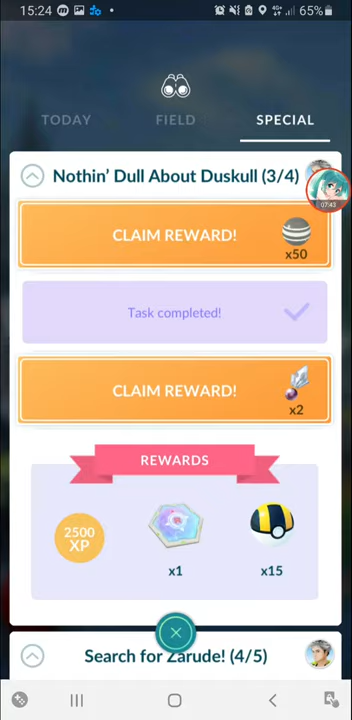 15:24
4G+
65%
TODAY
FIELD
SPECIAL
Nothin' Dull About Duskull (3/4)
07:43
CLAIM REWARD!
x50
Task completed!
CLAIM REWARD!
x2
REWARDS
2500
XP
x1
x15
Search for Zarude! (4/5)